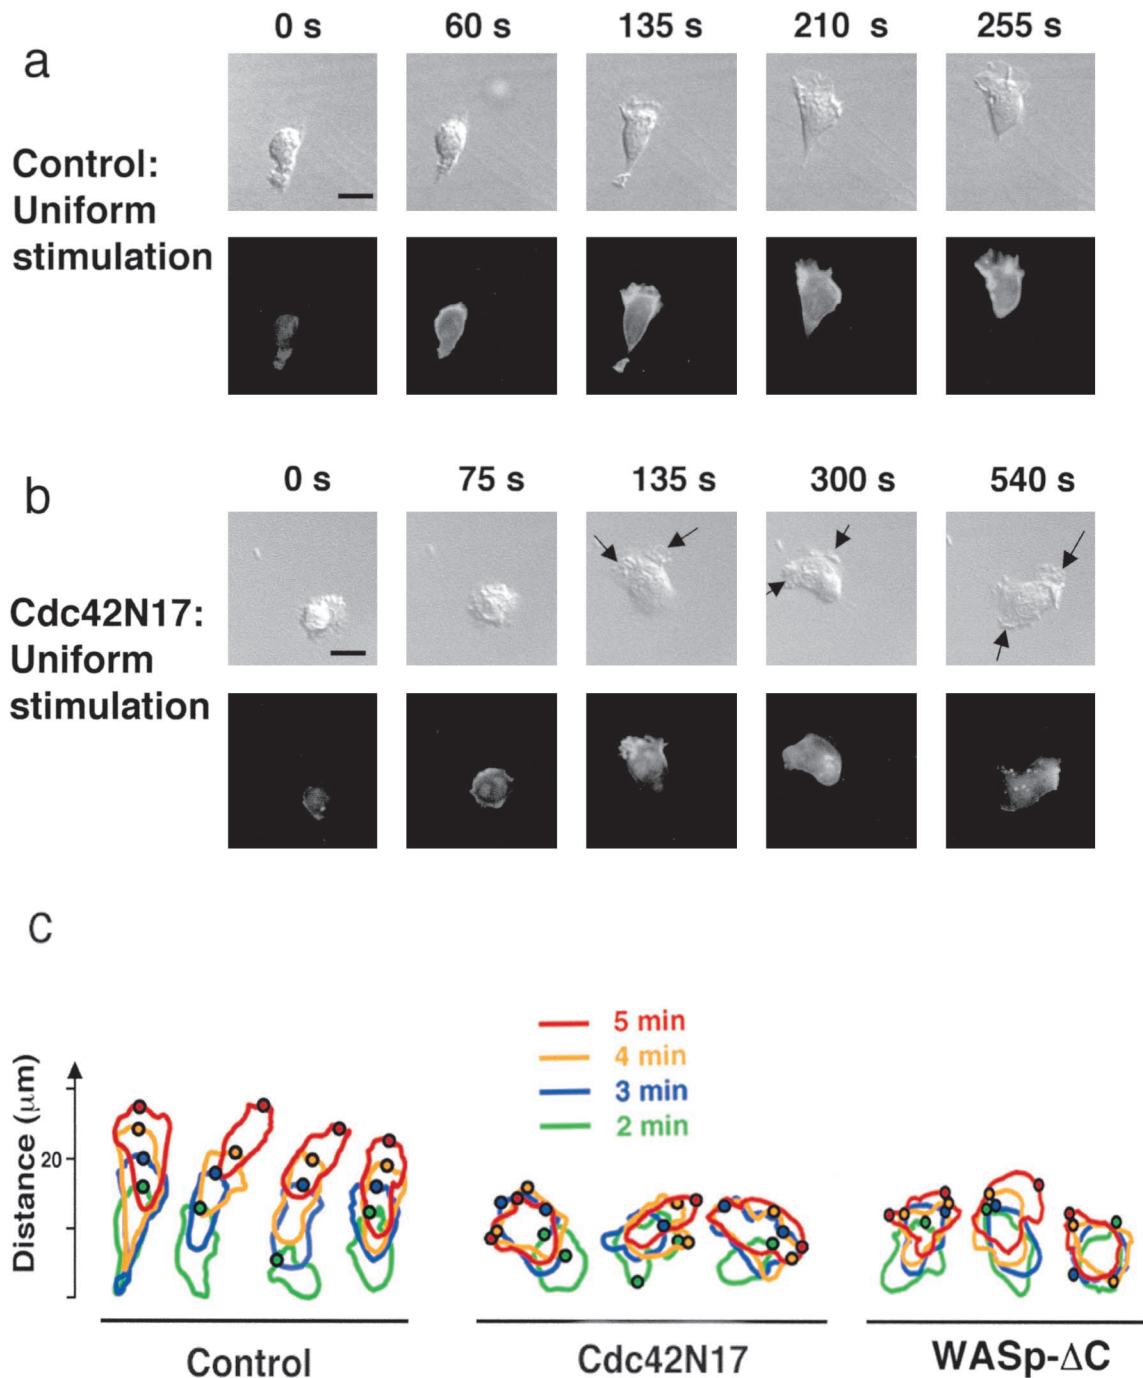 a
0 s 60 s 135 s 210 s 255 s
Control:
Uniform
stimulation
b
0 s 75 s 135 s 300 s 540 s
Cdc42N17:
Uniform
stimulation
c
5 min
4 min
3 min
2 min
Distance (μm)
20
Control
Cdc42N17
WASp-ΔC